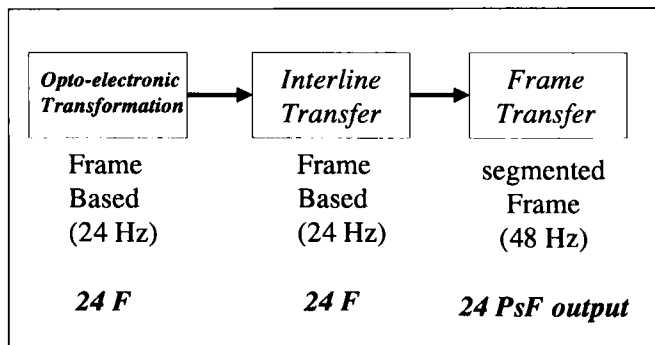 Opto-electronic
Transformation
Interline
Transfer
Frame
Transfer
Frame
Based
(24 Hz)
Frame
Based
(24 Hz)
segmented
Frame
(48 Hz)
24 F
24 F
24 PsF output